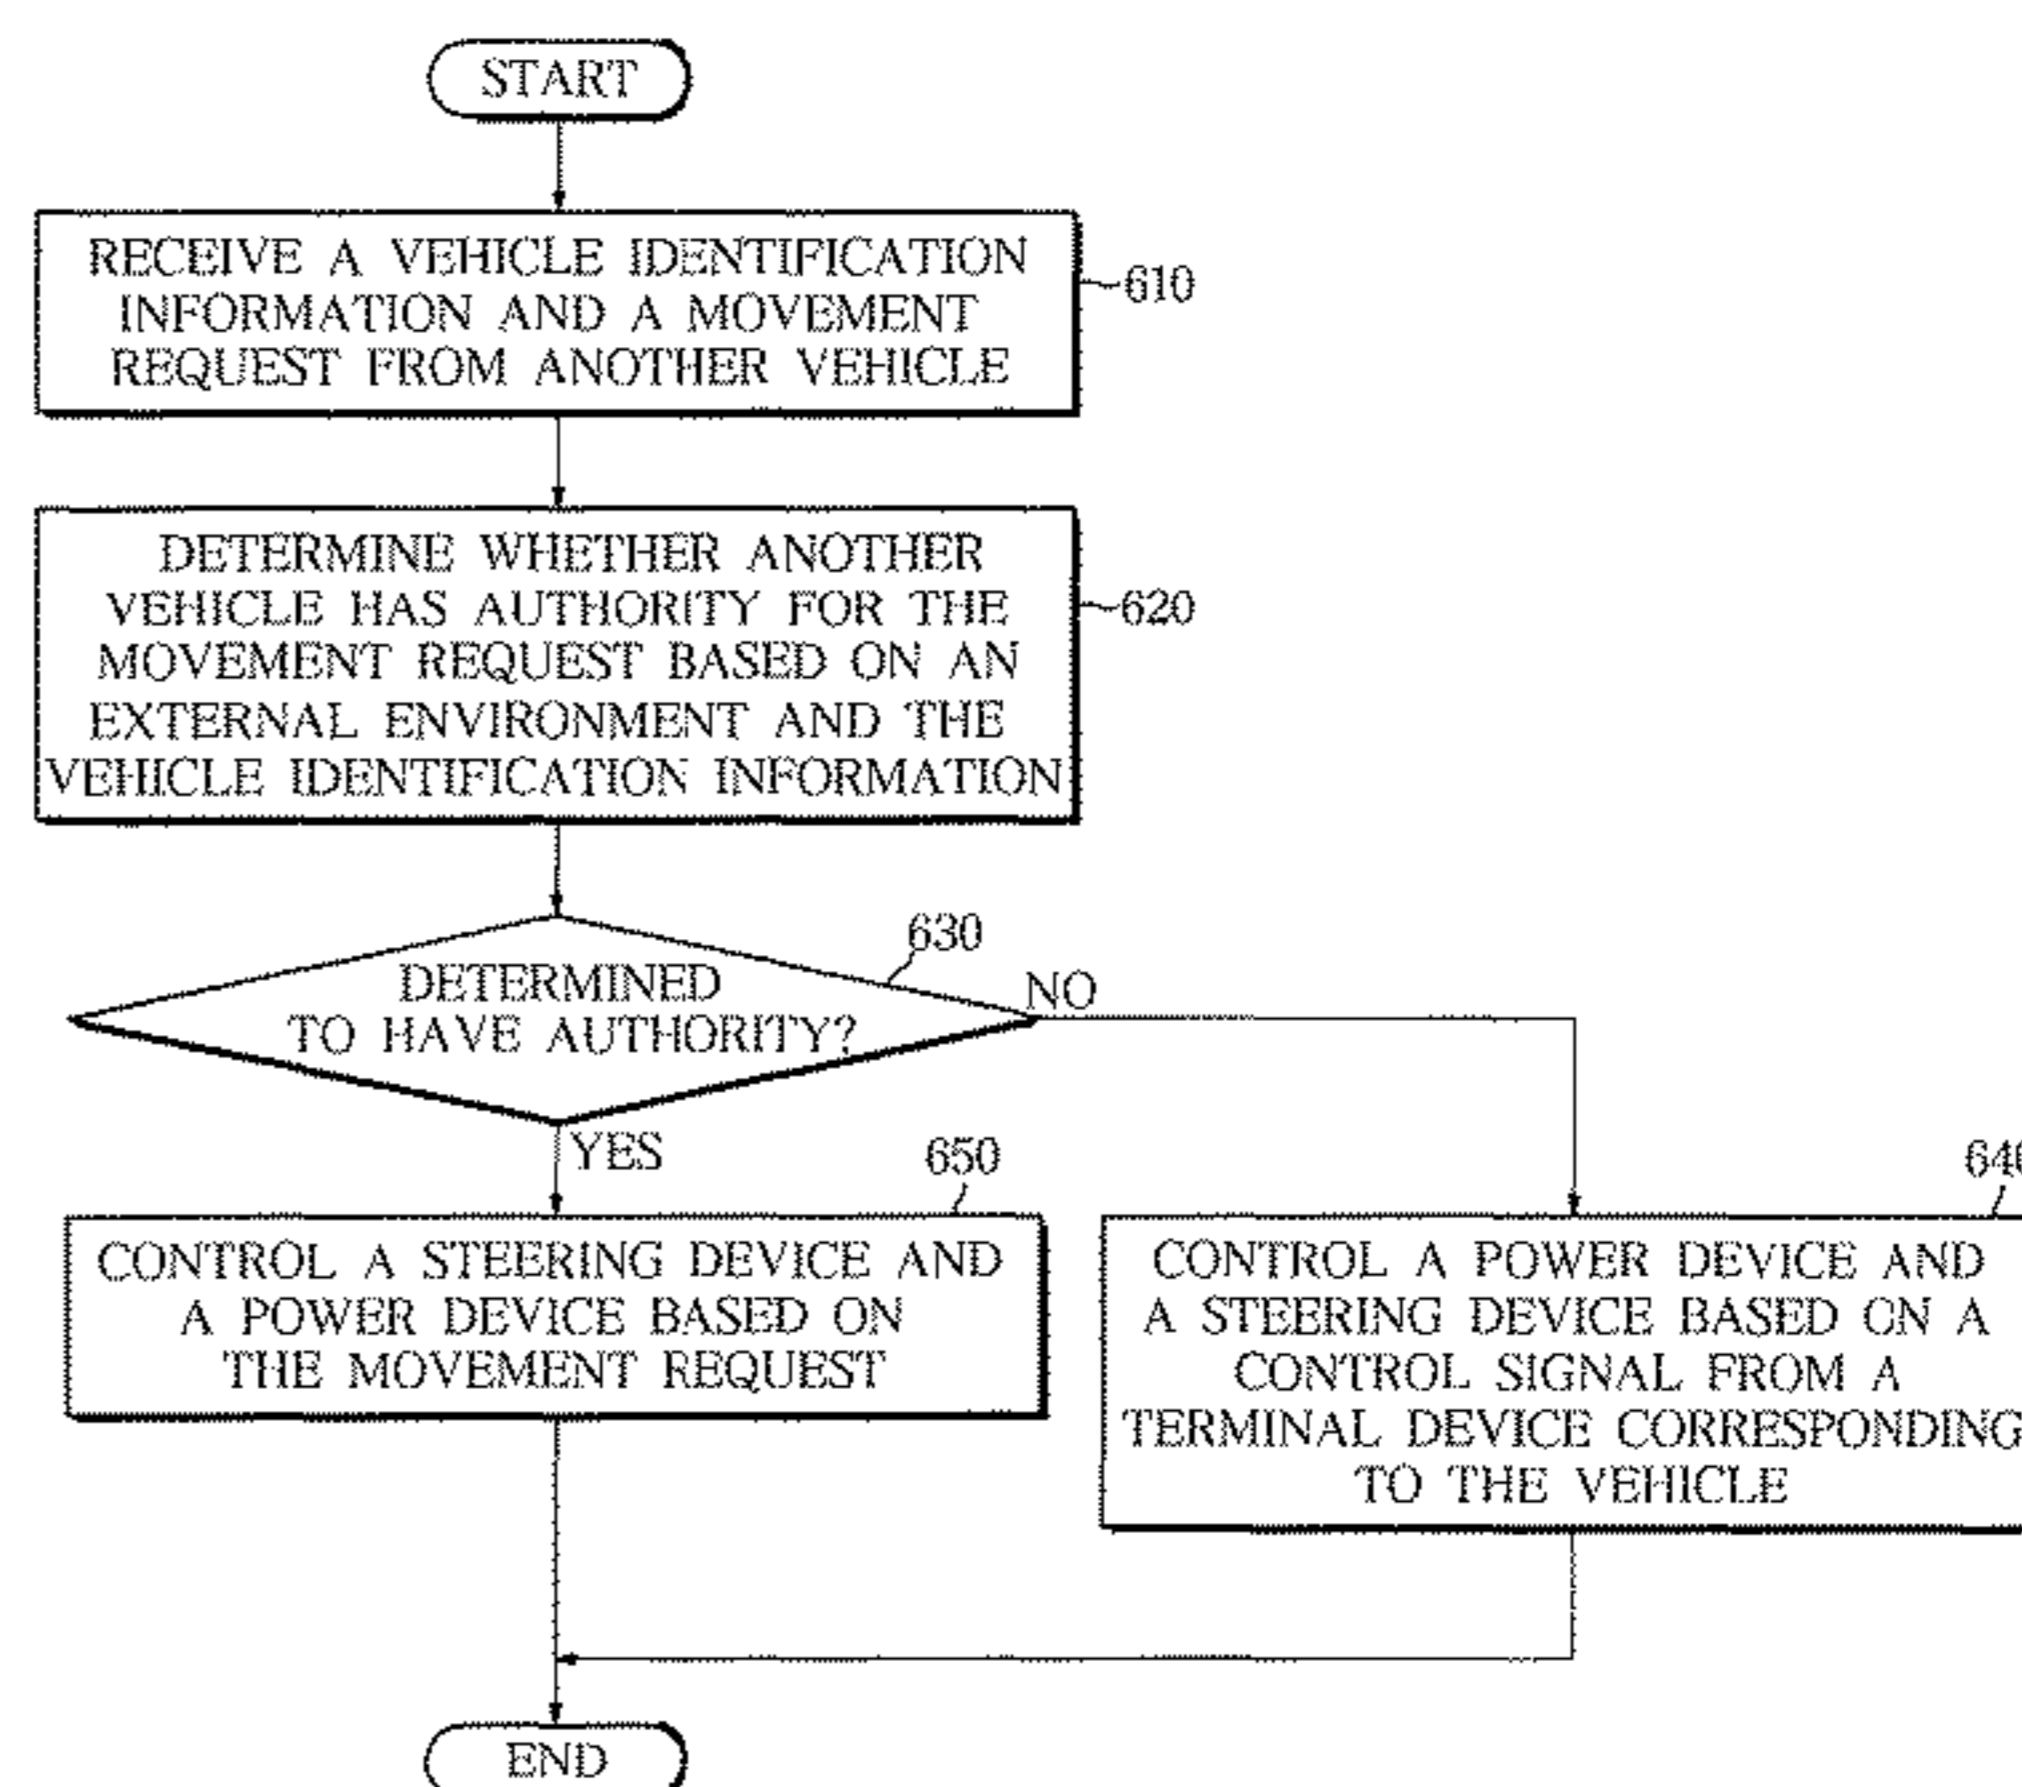 START
RECEIVE A VEHICLE IDENTIFICATION
INFORMATION AND A MOVEMENT
REQUEST FROM ANOTHER VEHICLE
610
DETERMINE WHETHER ANOTHER
VEHICLE HAS AUTHORITY FOR THE
MOVEMENT REQUEST BASED ON AN
EXTERNAL ENVIRONMENT AND THE
VEHICLE IDENTIFICATION INFORMATION
620
630
DETERMINED
TO HAVE AUTHORITY?
NO
YES
650
CONTROL A STEERING DEVICE AND
A POWER DEVICE BASED ON
THE MOVEMENT REQUEST
CONTROL A POWER DEVICE AND
A STEERING DEVICE BASED ON A
CONTROL SIGNAL FROM A
TERMINAL DEVICE CORRESPONDING
TO THE VEHICLE
END